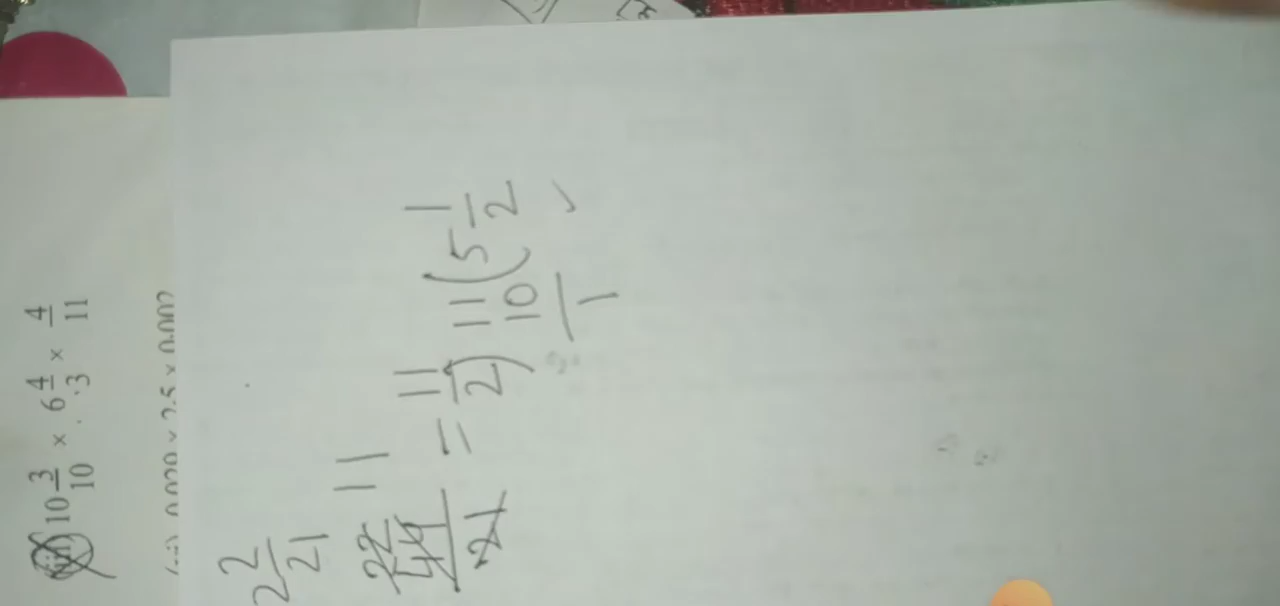 10 3/10 × 6 4/3 × 4/11
2 2/21
22 11
44/21 = 11/2
2) 11 ( 5 1/2
10
1